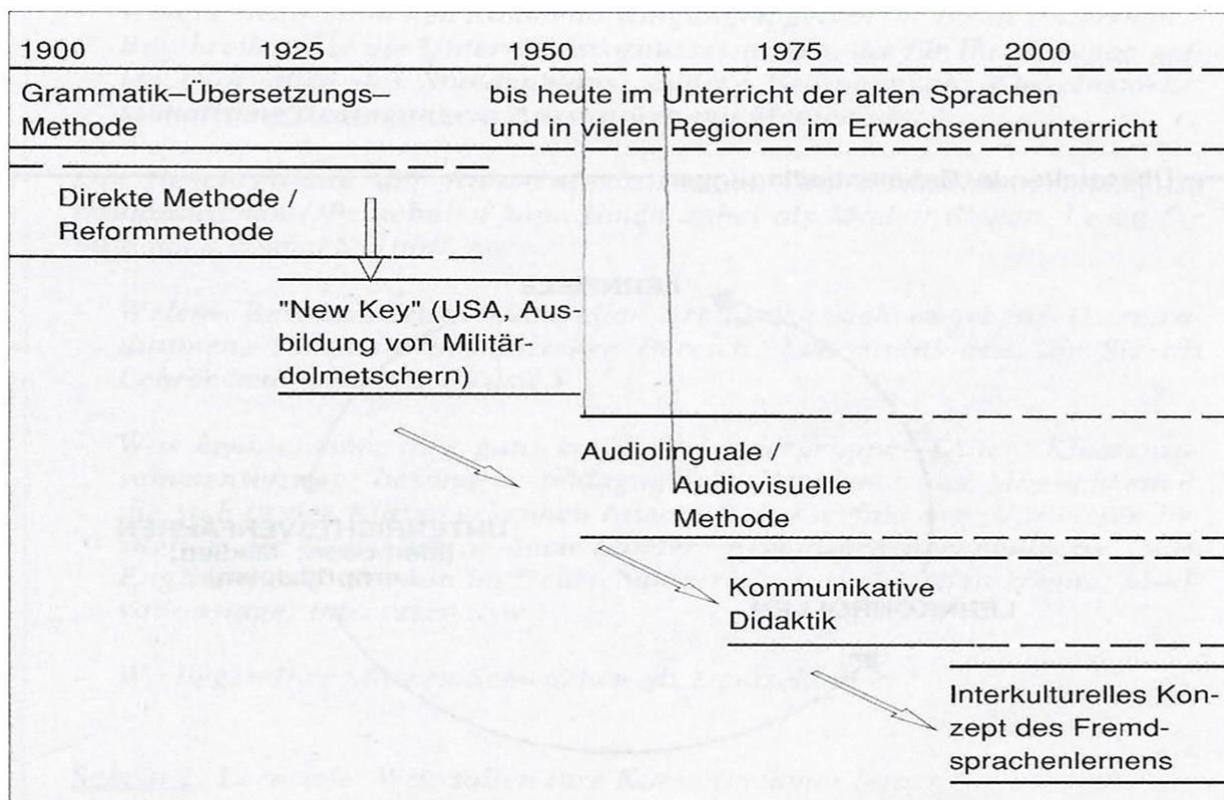 1900 1925 1950 1975 2000
Grammatik-Übersetzungs- bis heute im Unterricht der alten Sprachen
Methode und in vielen Regionen im Erwachsenenunterricht
Direkte Methode /
Reformmethode
"New Key" (USA, Aus-
bildung von Militär-
dolmetschern)
Audiolinguale /
Audiovisuelle
Methode
Kommunikative
Didaktik
Interkulturelles Kon-
zept des Fremd-
sprachenlernens